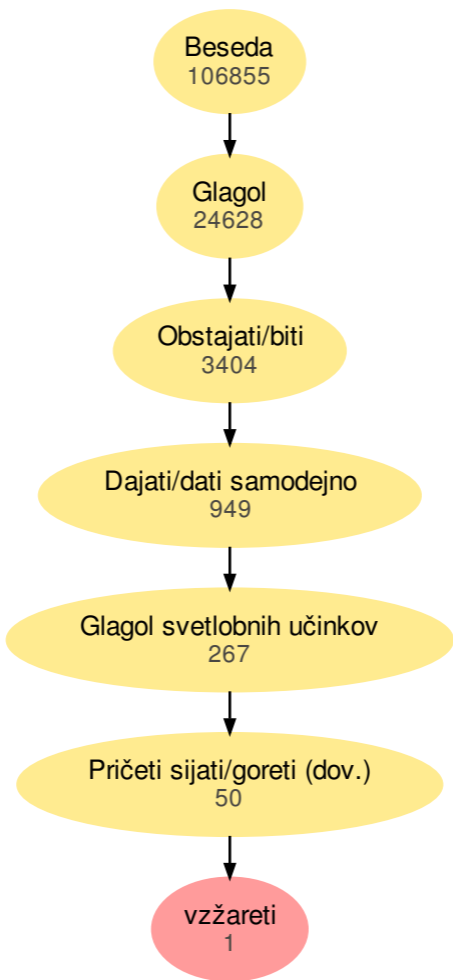 Beseda
106855
Glagol
24628
Obstajati/biti
3404
Dajati/dati samodejno
949
Glagol svetlobnih učinkov
267
Pričeti sijati/goreti (dov.)
50
vzžareti
1